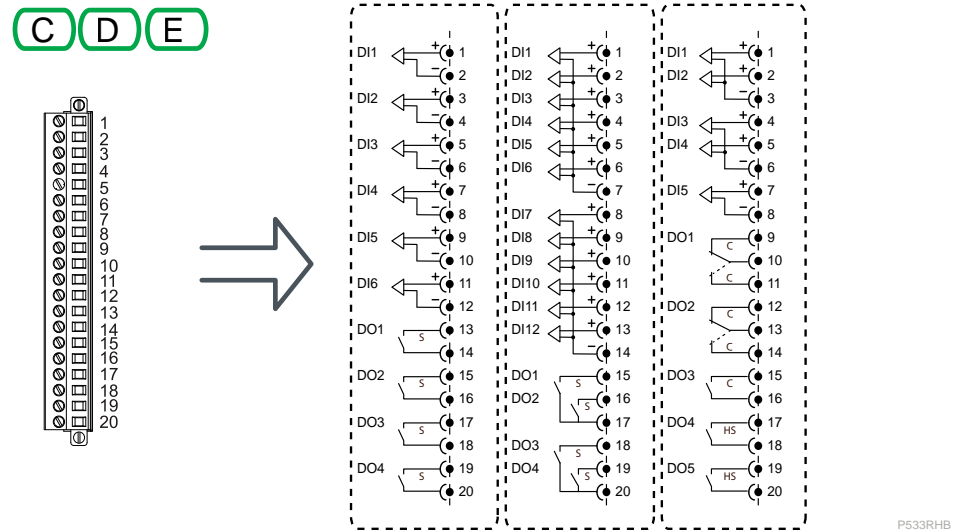 C D E
1
2
3
4
5
6
7
8
9
10
11
12
13
14
15
16
17
18
19
20
DI1 + 1
− 2
DI2 + 3
− 4
DI3 + 5
− 6
DI4 + 7
− 8
DI5 + 9
− 10
DI6 + 11
− 12
DO1 S 13
14
DO2 S 15
16
DO3 S 17
18
DO4 S 19
20
DI1 + 1
DI2 + 2
DI3 + 3
DI4 + 4
DI5 + 5
DI6 + 6
− 7
DI7 + 8
DI8 + 9
DI9 + 10
DI10 + 11
DI11 + 12
DI12 + 13
− 14
DO1 S 15
DO2 S 16
17
DO3 S 18
DO4 S 19
20
DI1 + 1
DI2 + 2
− 3
DI3 + 4
DI4 + 5
− 6
DI5 + 7
− 8
DO1 C 9
10
C 11
DO2 C 12
13
C 14
DO3 C 15
16
DO4 HS 17
18
DO5 HS 19
20
P533RHB